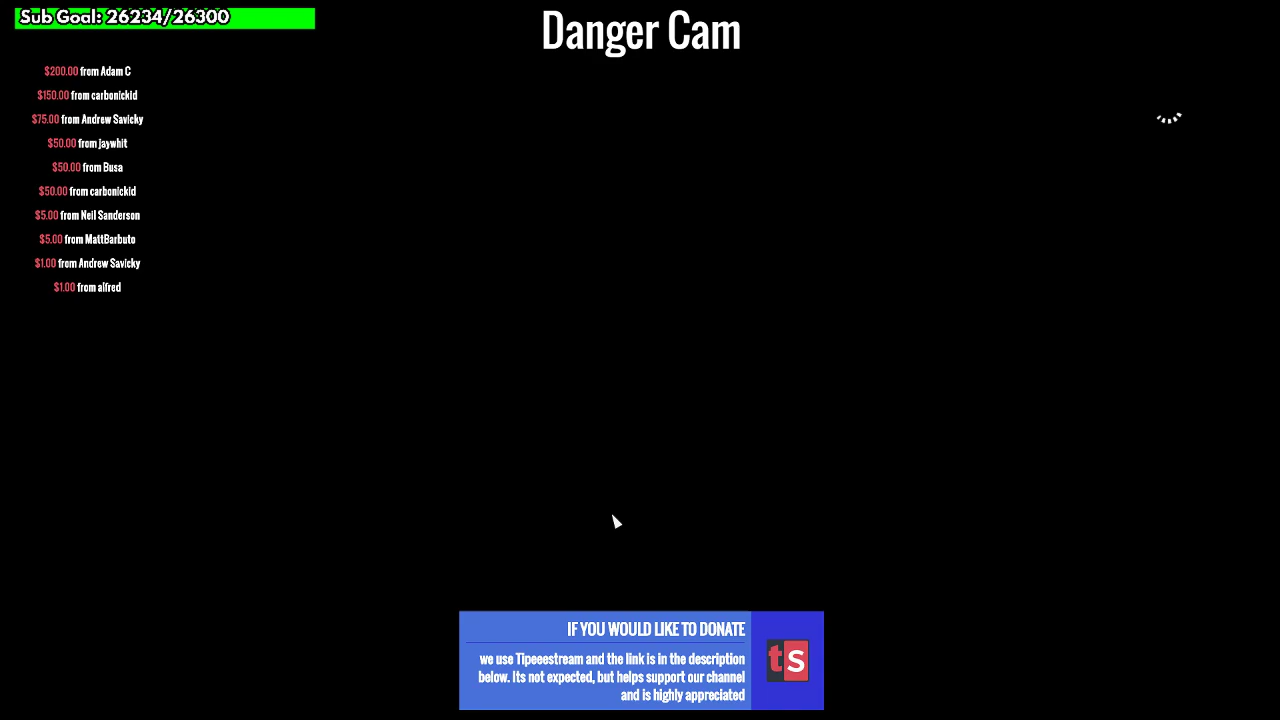 Sub Goal: 26234/26300
Danger Cam
$200.00 from Adam C
$150.00 from carbonickid
$75.00 from Andrew Savicky
$50.00 from jaywhit
$50.00 from Busa
$50.00 from carbonickid
$5.00 from Neil Sanderson
$5.00 from MattBarbuto
$1.00 from Andrew Savicky
$1.00 from alfred
IF YOU WOULD LIKE TO DONATE
we use Tipeeestream and the link is in the description
below. Its not expected, but helps support our channel
and is highly appreciated
ts